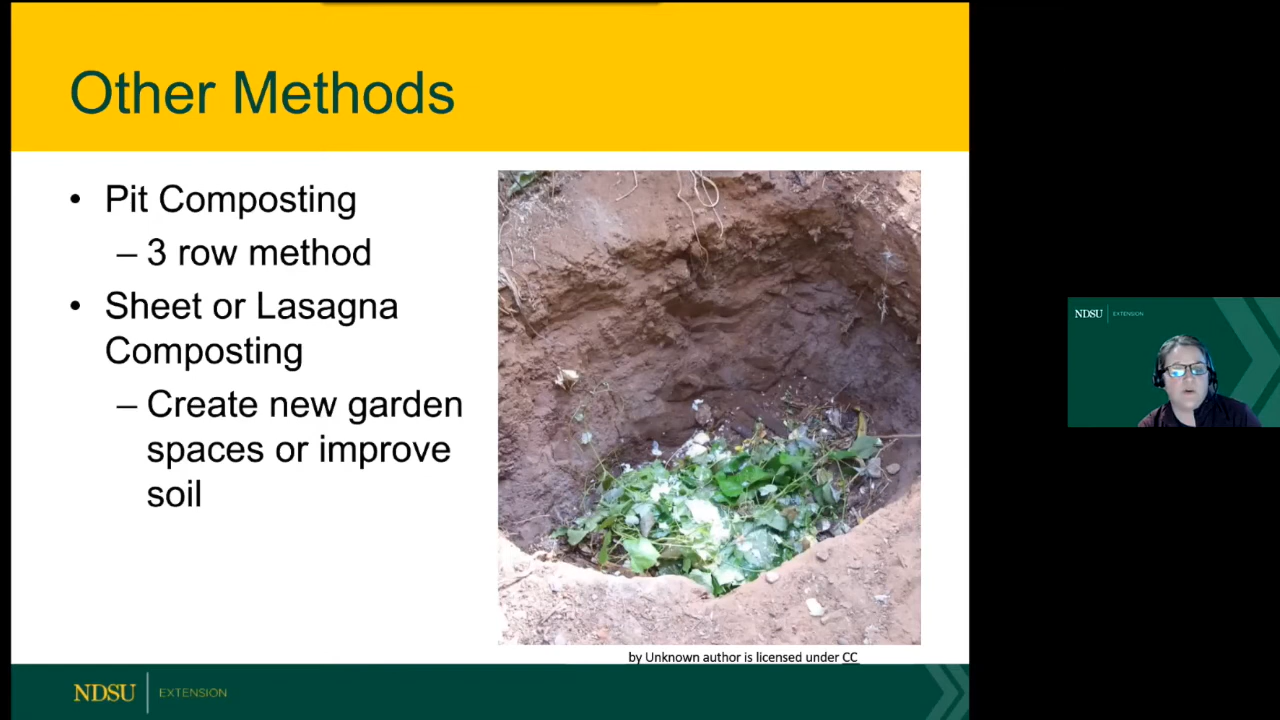 Other Methods
• Pit Composting
– 3 row method
• Sheet or Lasagna
Composting
– Create new garden
spaces or improve
soil
by Unknown author is licensed under CC
NDSU EXTENSION
NDSU EXTENSION